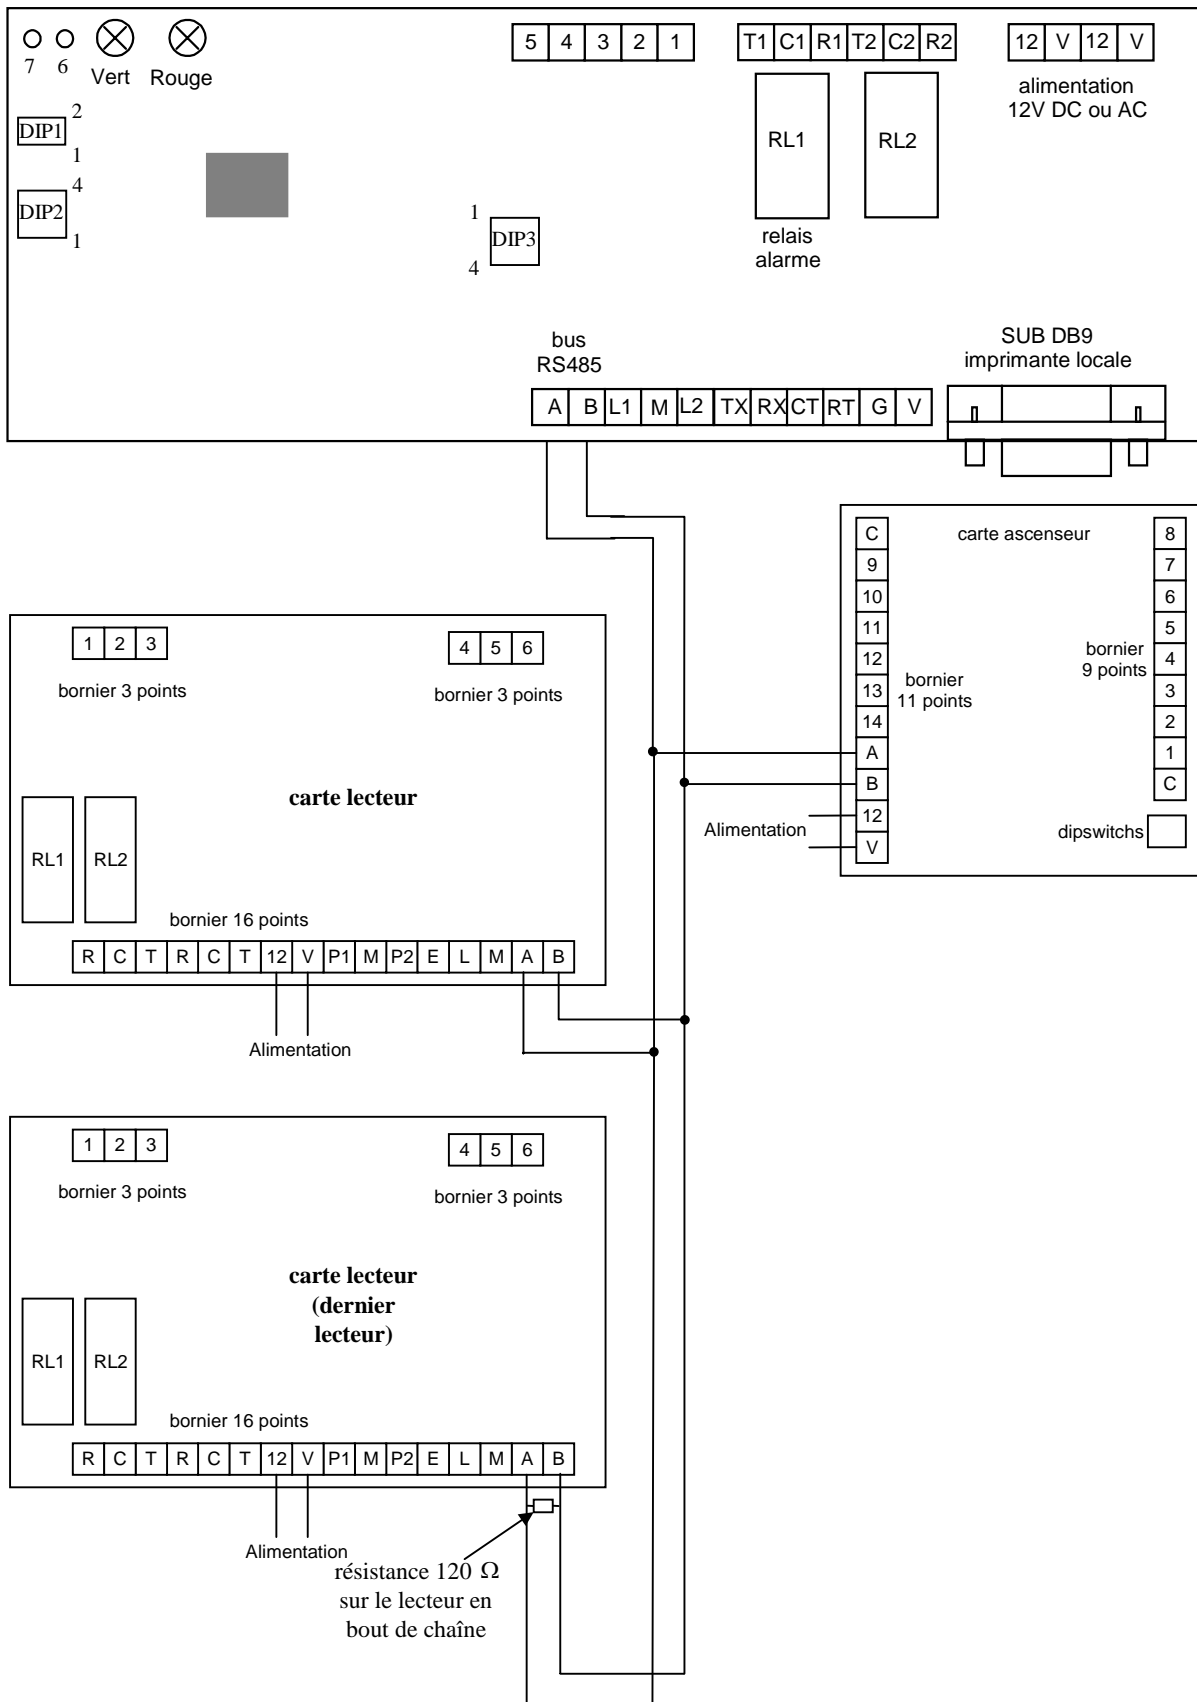 5 4 3 2 1
T1 C1 R1 T2 C2 R2
12 V 12 V
7 6 Vert Rouge
alimentation
12V DC ou AC
DIP1
2
1
DIP2
4
1
RL1
RL2
relais
alarme
1
DIP3
4
bus
RS485
SUB DB9
imprimante locale
A B L1 M L2 TX RX CT RT G V
carte ascenseur
C
9
10
11
12
13
14
A
B
12
V
bornier
11 points
8
7
6
5
4
3
2
1
C
bornier
9 points
Alimentation
dipswitchs
1 2 3
bornier 3 points
4 5 6
bornier 3 points
carte lecteur
RL1
RL2
bornier 16 points
R C T R C T 12 V P1 M P2 E L M A B
Alimentation
1 2 3
bornier 3 points
4 5 6
bornier 3 points
carte lecteur
(dernier
lecteur)
RL1
RL2
bornier 16 points
R C T R C T 12 V P1 M P2 E L M A B
Alimentation
résistance 120 Ω
sur le lecteur en
bout de chaîne